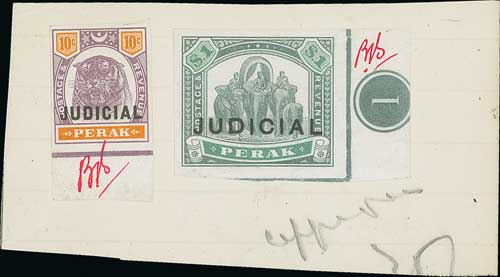 10c 10c
POSTAGE & REVENUE
JUDICIAL
PERAK
$1 $1
POSTAGE & REVENUE
JUDICIAL
PERAK
1